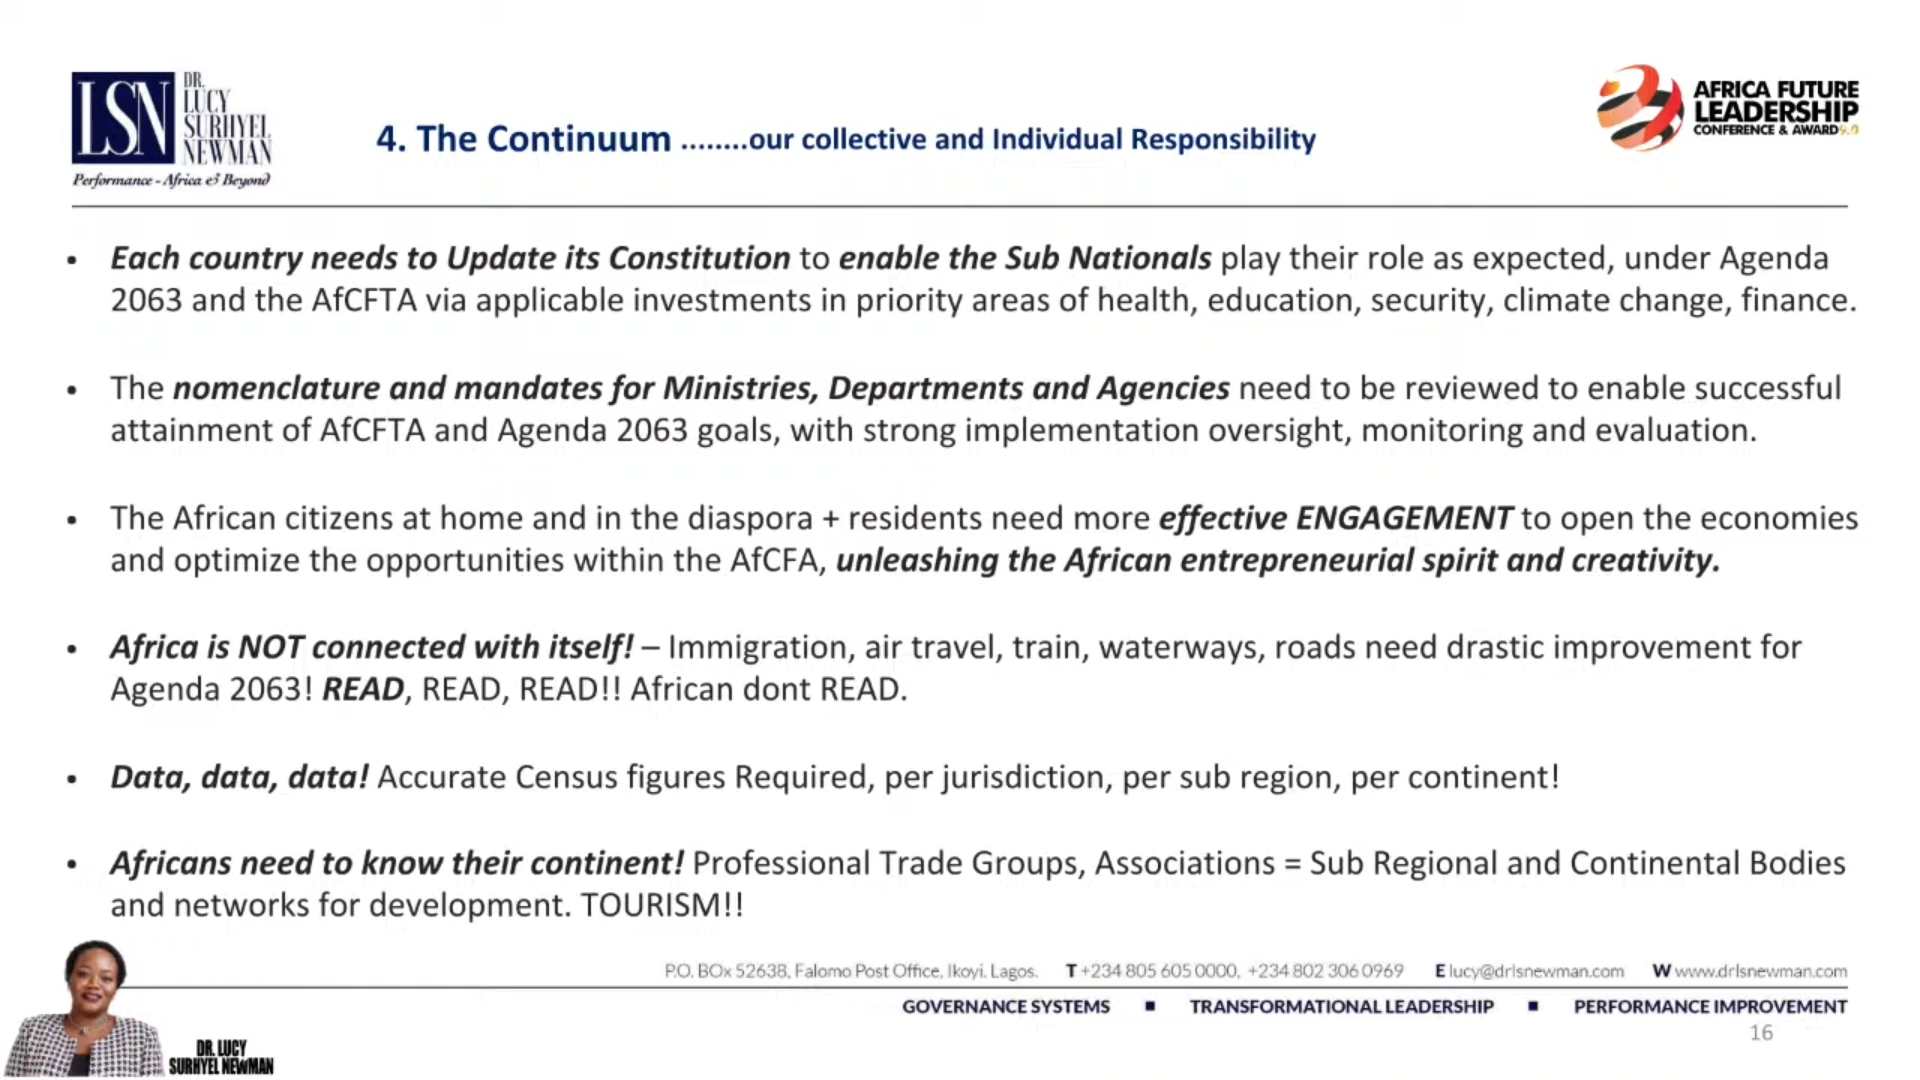 LSN
DR.
LUCY
SURHYEL
NEWMAN
Performance - Africa & Beyond
4. The Continuum ........our collective and Individual Responsibility
AFRICA FUTURE
LEADERSHIP
CONFERENCE & AWARD 9.0
• Each country needs to Update its Constitution to enable the Sub Nationals play their role as expected, under Agenda
2063 and the AfCFTA via applicable investments in priority areas of health, education, security, climate change, finance.
• The nomenclature and mandates for Ministries, Departments and Agencies need to be reviewed to enable successful
attainment of AfCFTA and Agenda 2063 goals, with strong implementation oversight, monitoring and evaluation.
• The African citizens at home and in the diaspora + residents need more effective ENGAGEMENT to open the economies
and optimize the opportunities within the AfCFA, unleashing the African entrepreneurial spirit and creativity.
• Africa is NOT connected with itself! – Immigration, air travel, train, waterways, roads need drastic improvement for
Agenda 2063! READ, READ, READ!! African dont READ.
• Data, data, data! Accurate Census figures Required, per jurisdiction, per sub region, per continent!
• Africans need to know their continent! Professional Trade Groups, Associations = Sub Regional and Continental Bodies
and networks for development. TOURISM!!
P.O. BOx 52638, Falomo Post Office, Ikoyi. Lagos. T +234 805 605 0000, +234 802 306 0969 E lucy@drlsnewman.com W www.drlsnewman.com
GOVERNANCE SYSTEMS ▪ TRANSFORMATIONAL LEADERSHIP ▪ PERFORMANCE IMPROVEMENT
16
DR. LUCY
SURHYEL NEWMAN